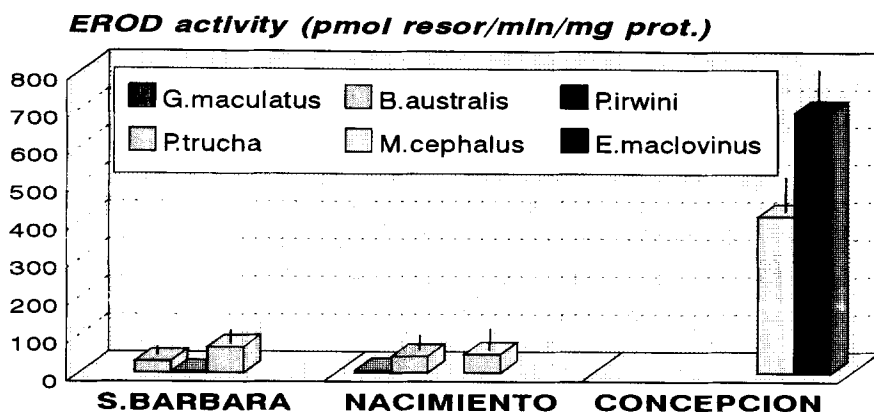 EROD activity (pmol resor/min/mg prot.)
800
700
600
500
400
300
200
100
0
G.maculatus B.australis P.irwini
P.trucha M.cephalus E.maclovinus
S.BARBARA NACIMIENTO CONCEPCION